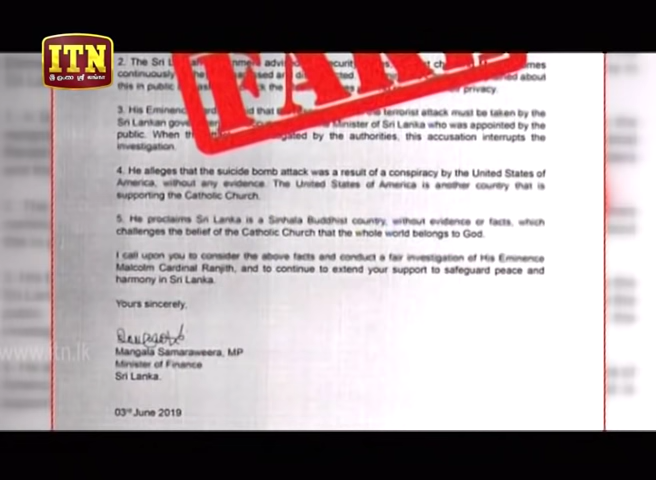 ITN
FAKE
2. The Sri
continuously
this in public privacy.
3. His Eminence that terrorist attack must be taken by the
Sri Lankan Minister of Sri Lanka who was appointed by the
public. When by the authorities, this accusation interrupts the
investigation.
4. He alleges that the suicide bomb attack was a result of a conspiracy by the United States of
America, without any evidence. The United States of America is another country that is
supporting the Catholic Church.
5. He proclaims Sri Lanka is a Sinhala Buddhist country, without evidence or facts, which
challenges the belief of the Catholic Church that the whole world belongs to God.
I call upon you to consider the above facts and conduct a fair investigation of His Eminence
Malcolm Cardinal Ranjith, and to continue to extend your support to safeguard peace and
harmony in Sri Lanka.
Yours sincerely,
www.itn.lk
Mangala Samaraweera, MP
Minister of Finance
Sri Lanka.
03rd June 2019